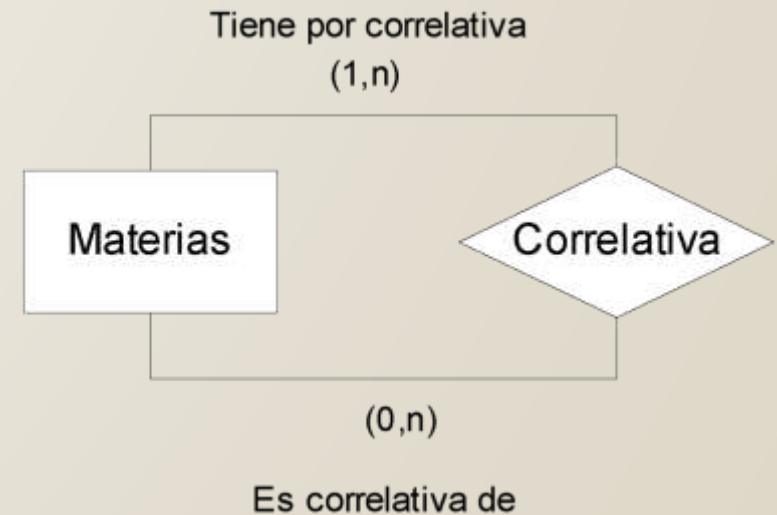 Tiene por correlativa
(1,n)
Materias
Correlativa
(0,n)
Es correlativa de